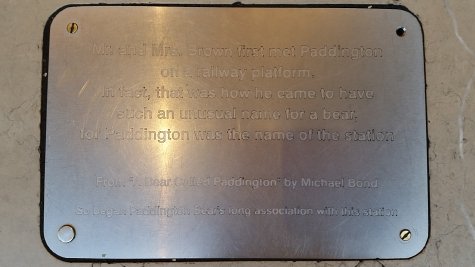 Mr and Mrs. Brown first met Paddington
on a railway platform.
In fact, that was how he came to have
such an unusual name for a bear,
for Paddington was the name of the station
From "A Bear Called Paddington" by Michael Bond
So began Paddington Bear's long association with this station